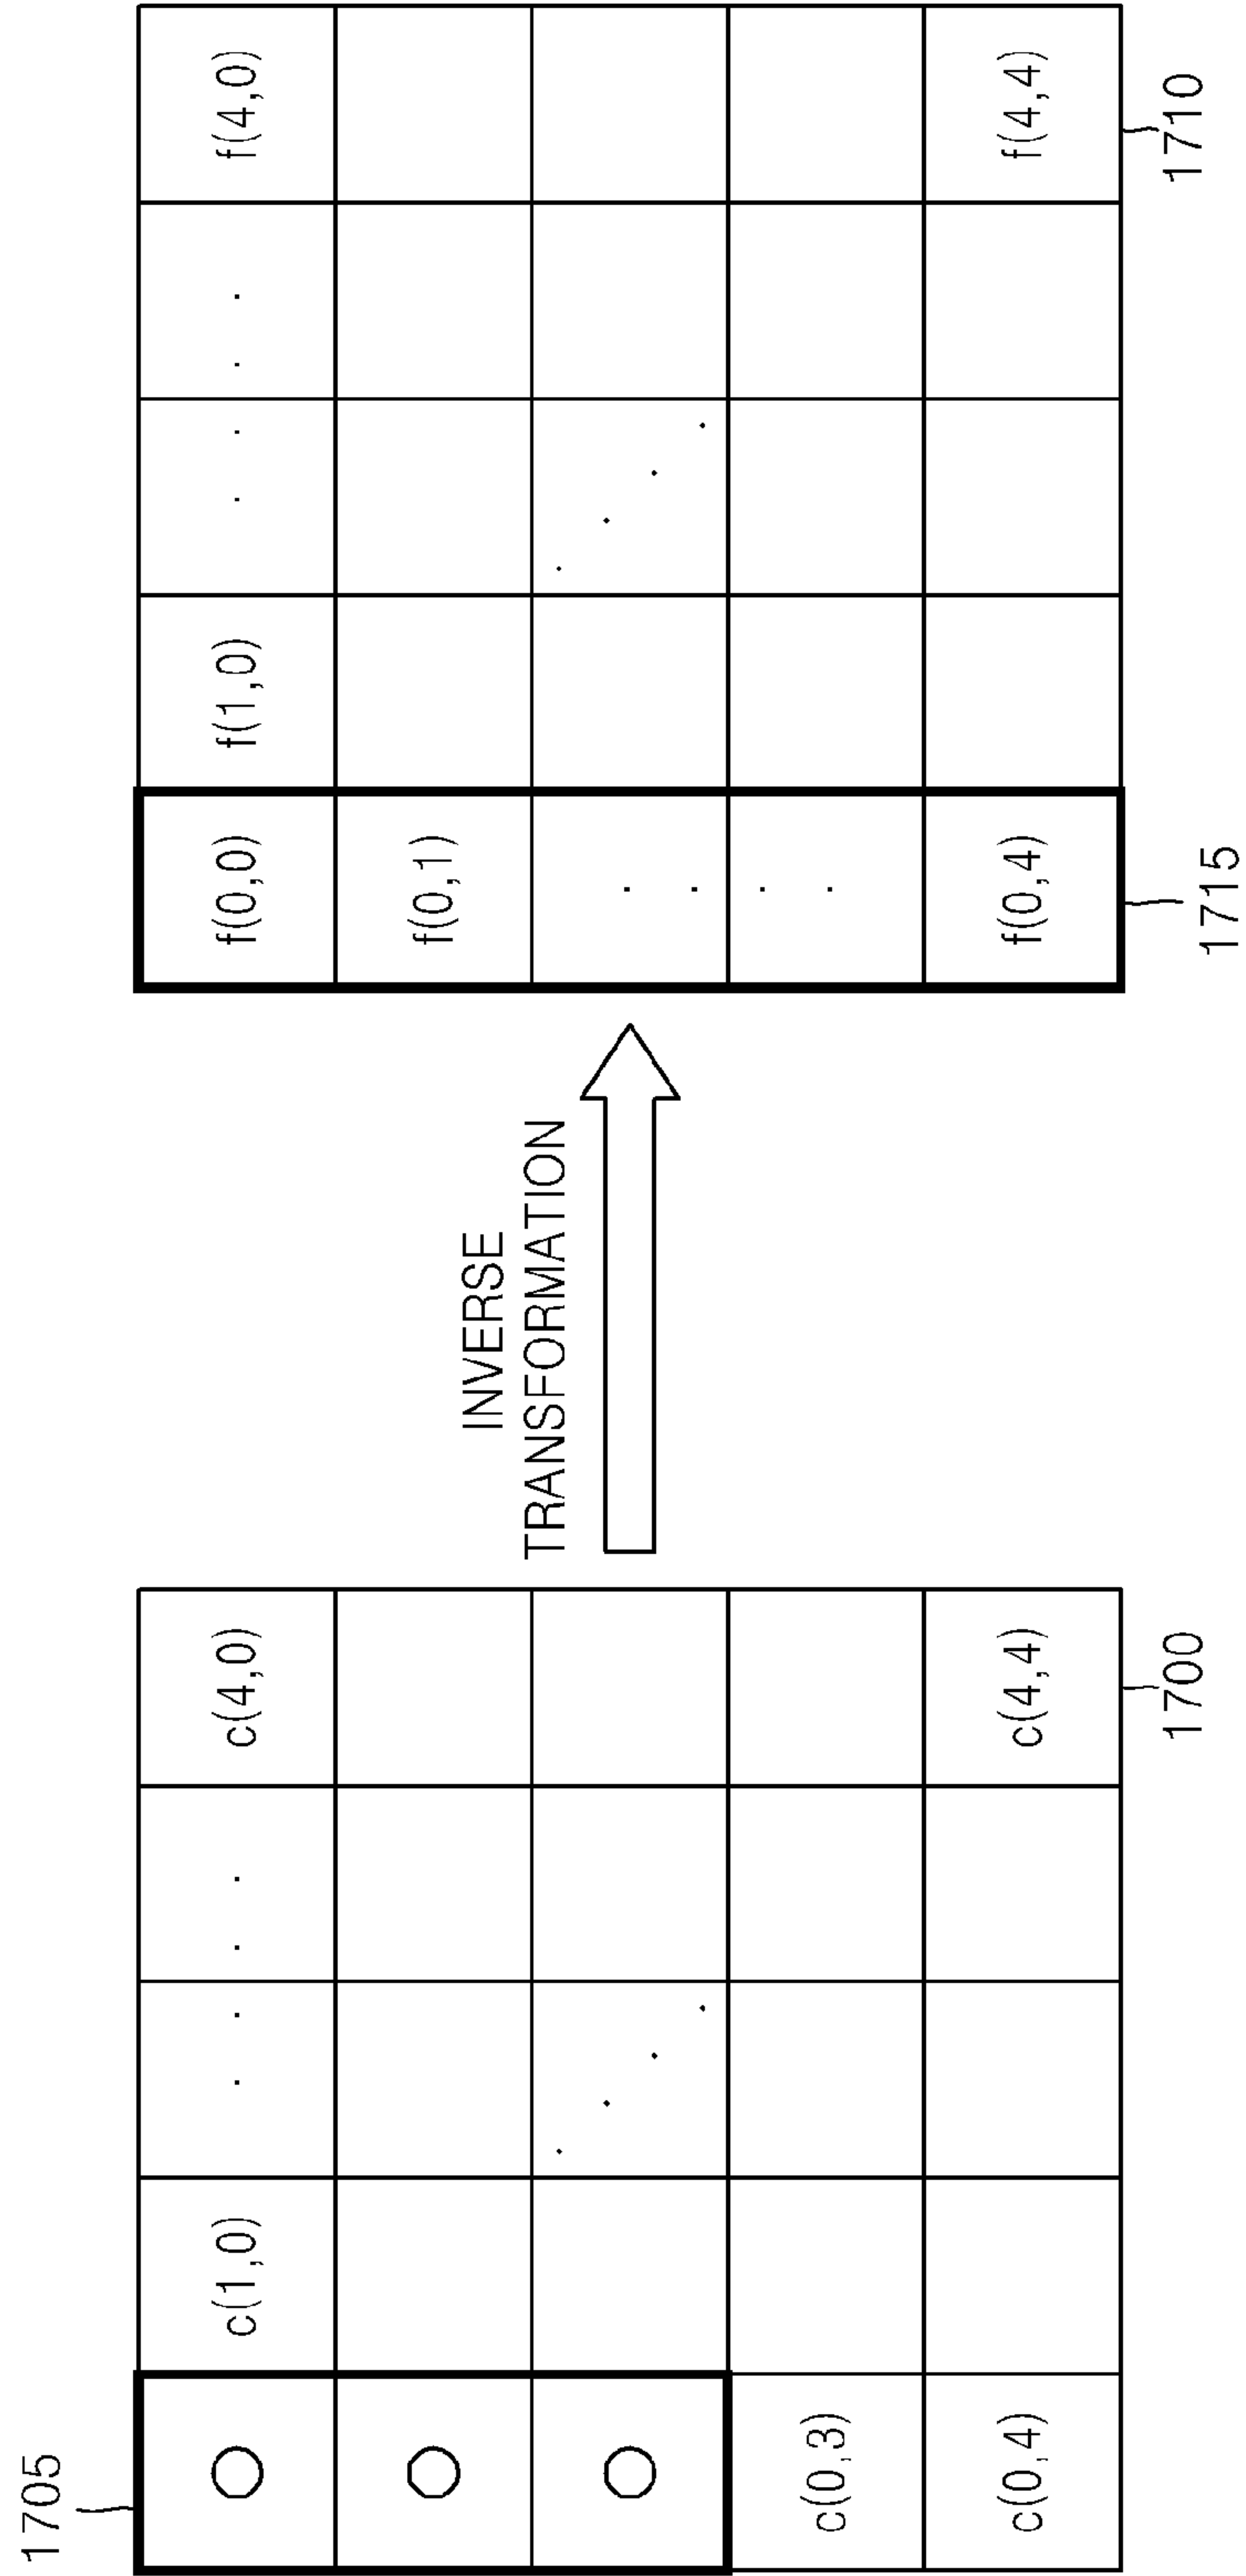 1705
c(1,0)
c(4,0)
c(0,3)
c(0,4)
c(4,4)
1700
INVERSE
TRANSFORMATION
f(0,0)
f(1,0)
f(4,0)
f(0,1)
f(0,4)
f(4,4)
1715
1710